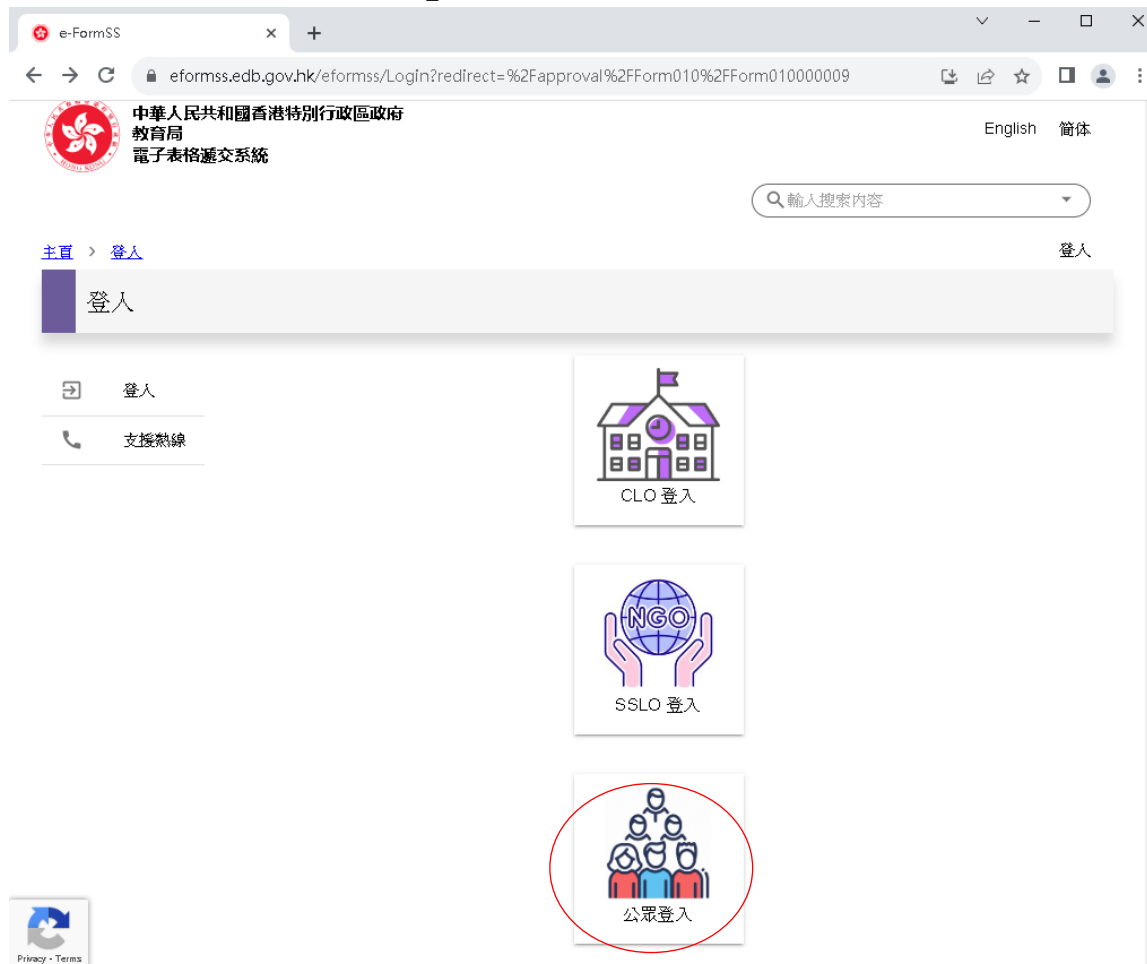 e-FormSS
eformss.edb.gov.hk/eformss/Login?redirect=%2Fapproval%2FForm010%2FForm010000009
中華人民共和國香港特別行政區政府
教育局
電子表格遞交系統
English 简体
HONG KONG
輸入搜索內容
主頁 > 登入
登入
登入
登入
支援熱線
CLO 登入
NGO
SSLO 登入
公眾登入
Privacy • Terms